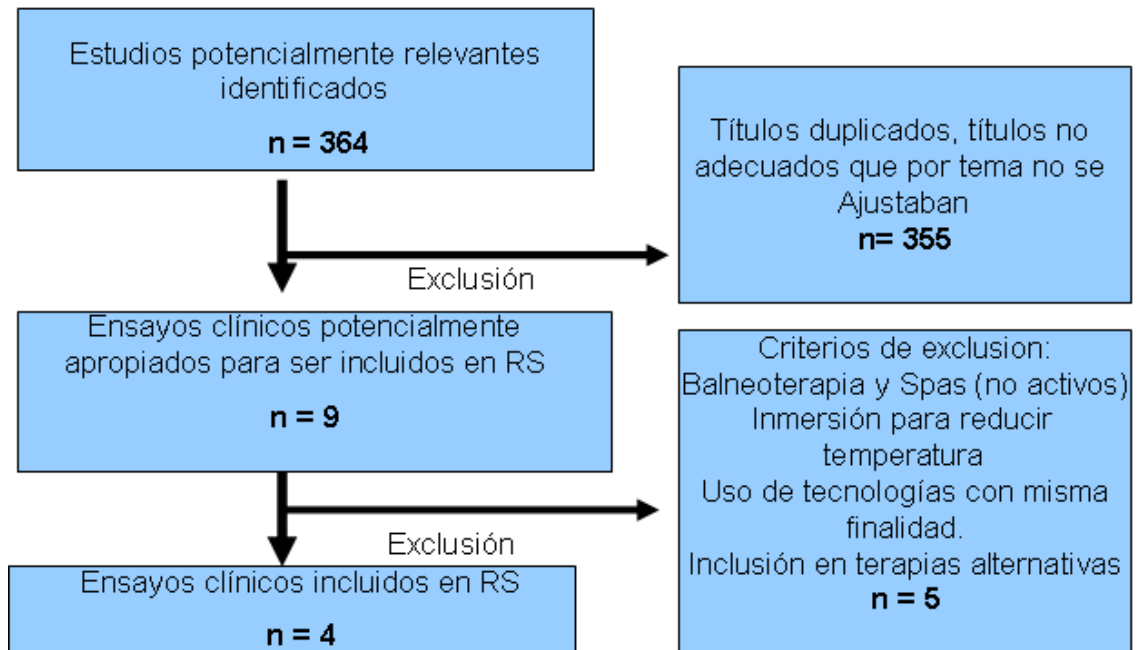 Estudios potencialmente relevantes
identificados
n = 364
Títulos duplicados, títulos no
adecuados que por tema no se
Ajustaban
n= 355
Exclusión
Ensayos clínicos potencialmente
apropiados para ser incluidos en RS
n = 9
Criterios de exclusion:
Balneoterapia y Spas (no activos)
Inmersión para reducir
temperatura
Uso de tecnologías con misma
finalidad.
Inclusión en terapias alternativas
n = 5
Exclusión
Ensayos clínicos incluidos en RS
n = 4